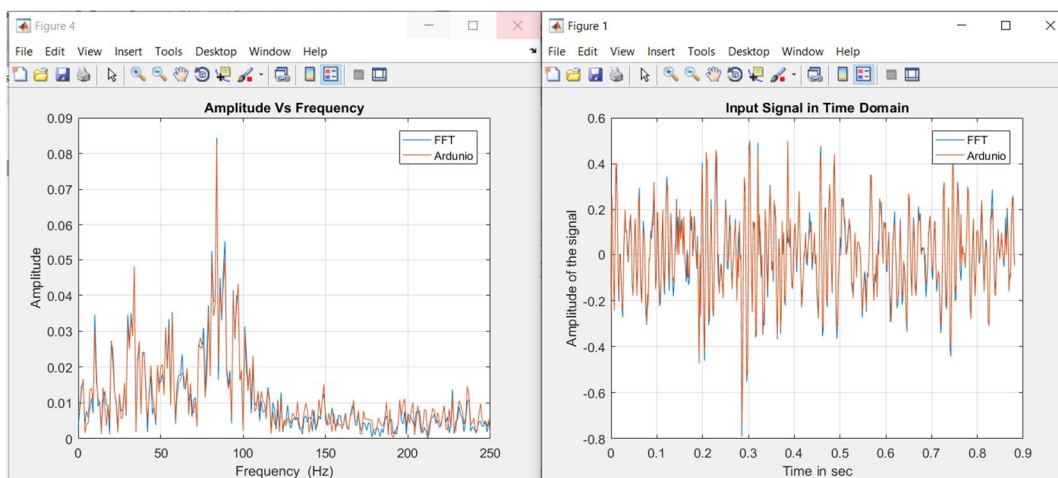 Figure 4
File Edit View Insert Tools Desktop Window Help
Amplitude Vs Frequency
FFT
Ardunio
0.09
0.08
0.07
0.06
0.05
0.04
0.03
0.02
0.01
0
Amplitude
0 50 100 150 200 250
Frequency (Hz)
Figure 1
File Edit View Insert Tools Desktop Window Help
Input Signal in Time Domain
FFT
Ardunio
0.6
0.4
0.2
0
-0.2
-0.4
-0.6
-0.8
Amplitude of the signal
0 0.1 0.2 0.3 0.4 0.5 0.6 0.7 0.8 0.9
Time in sec